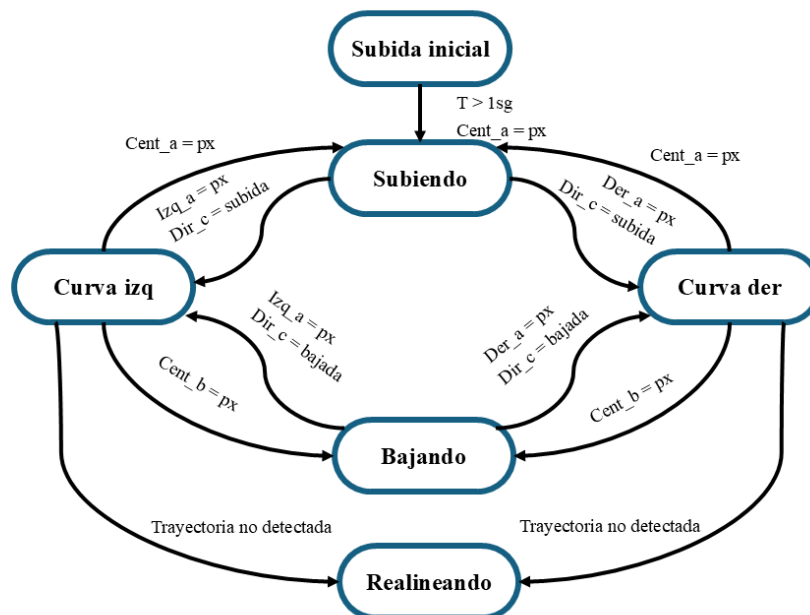 Subida inicial
T > 1sg
Cent_a = px
Cent_a = px
Cent_a = px
Subiendo
Izq_a = px
Dir_c = subida
Der_a = px
Dir_c = subida
Curva izq
Curva der
Izq_a = px
Dir_c = bajada
Der_a = px
Dir_c = bajada
Cent_b = px
Cent_b = px
Bajando
Trayectoria no detectada
Trayectoria no detectada
Realineando